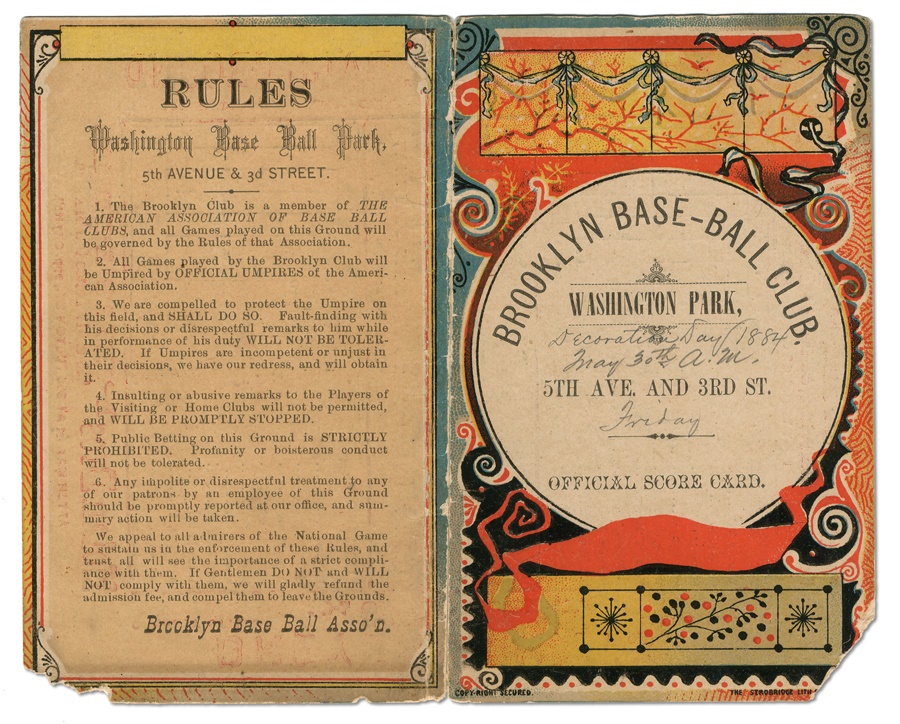 RULES
Washington Base Ball Park,
5th AVENUE & 3d STREET.
1. The Brooklyn Club is a member of THE
AMERICAN ASSOCIATION OF BASE BALL
CLUBS, and all Games played on this Ground will
be governed by the Rules of that Association.
2. All Games played by the Brooklyn Club will
be Umpired by OFFICIAL UMPIRES of the Ameri-
can Association.
3. We are compelled to protect the Umpire on
this field, and SHALL DO SO. Fault-finding with
his decisions or disrespectful remarks to him while
in performance of his duty WILL NOT BE TOLER-
ATED. If Umpires are incompetent or unjust in
their decisions, we have our redress, and will obtain
it.
4. Insulting or abusive remarks to the Players of
the Visiting or Home Clubs will not be permitted,
and WILL BE PROMPTLY STOPPED.
5. Public Betting on this Ground is STRICTLY
PROHIBITED. Profanity or boisterous conduct
will not be tolerated.
6. Any impolite or disrespectful treatment to any
of our patrons by an employee of this Ground
should be promptly reported at our office, and sum-
mary action will be taken.
We appeal to all admirers of the National Game
to sustain us in the enforcement of these Rules, and
trust all will see the importance of a strict compli-
ance with them. If Gentlemen DO NOT and WILL
NOT comply with them, we will gladly refund the
admission fee, and compel them to leave the Grounds.
Brooklyn Base Ball Asso'n.
BROOKLYN BASE-BALL CLUB.
WASHINGTON PARK,
Decoration Day 1884
May 30th A.M.
5TH AVE. AND 3RD ST.
Friday
OFFICIAL SCORE CARD.
COPY-RIGHT SECURED.
THE STROBRIDGE LITH